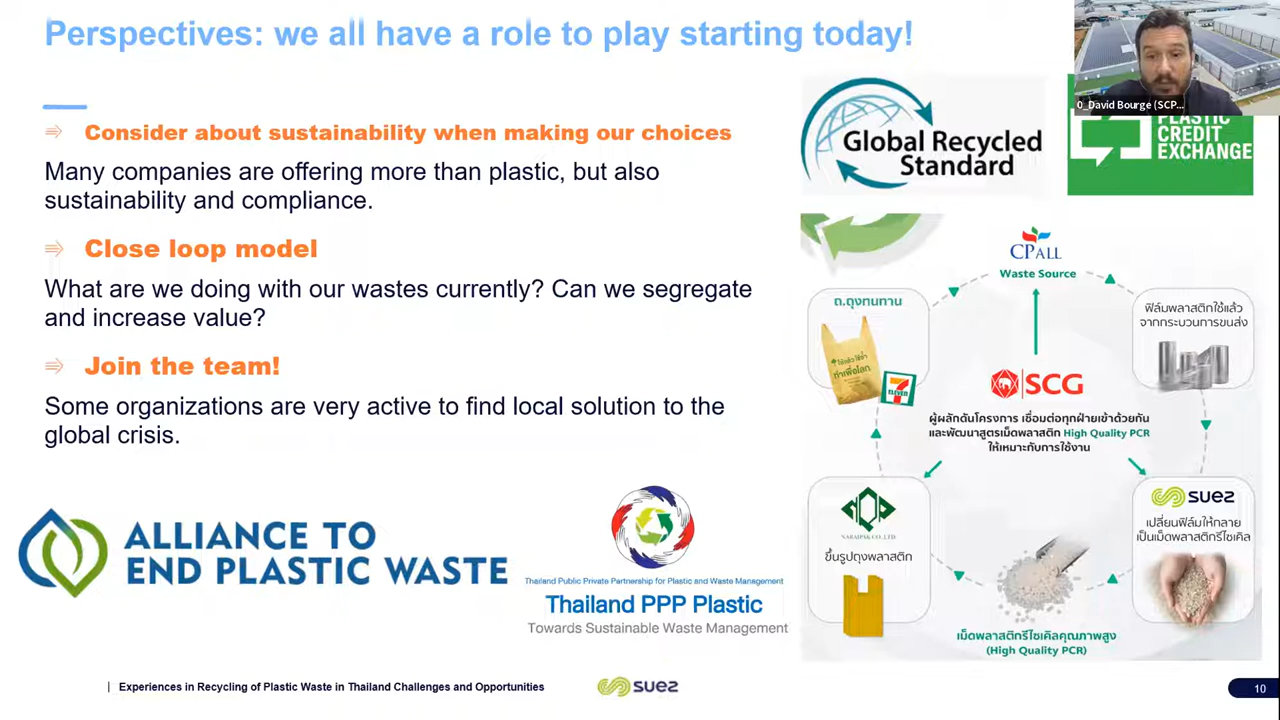 Perspectives: we all have a role to play starting today!
0_David Bourge (SCP...
Consider about sustainability when making our choices
Many companies are offering more than plastic, but also
sustainability and compliance.
Close loop model
What are we doing with our wastes currently? Can we segregate
and increase value?
Join the team!
Some organizations are very active to find local solution to the
global crisis.
ALLIANCE TO
END PLASTIC WASTE
Thailand Public Private Partnership for Plastic and Waste Management
Thailand PPP Plastic
Towards Sustainable Waste Management
Global Recycled
Standard
PLASTIC
CREDIT
EXCHANGE
CPALL
Waste Source
ถ.ถุงทนทาน
ทำเพื่อโลก
7
ELEVEN
ฟิล์มพลาสติกใช้แล้ว
จากกระบวนการขนส่ง
SCG
ผู้ผลักดันโครงการ เชื่อมต่อทุกฝ่ายเข้าด้วยกัน
และพัฒนาสูตรเม็ดพลาสติก High Quality PCR
ให้เหมาะกับการใช้งาน
NARAIPAK CO.,LTD
ขึ้นรูปถุงพลาสติก
suez
เปลี่ยนฟิล์มให้กลาย
เป็นเม็ดพลาสติกรีไซเคิล
เม็ดพลาสติกรีไซเคิลคุณภาพสูง
(High Quality PCR)
Experiences in Recycling of Plastic Waste in Thailand Challenges and Opportunities
suez
10